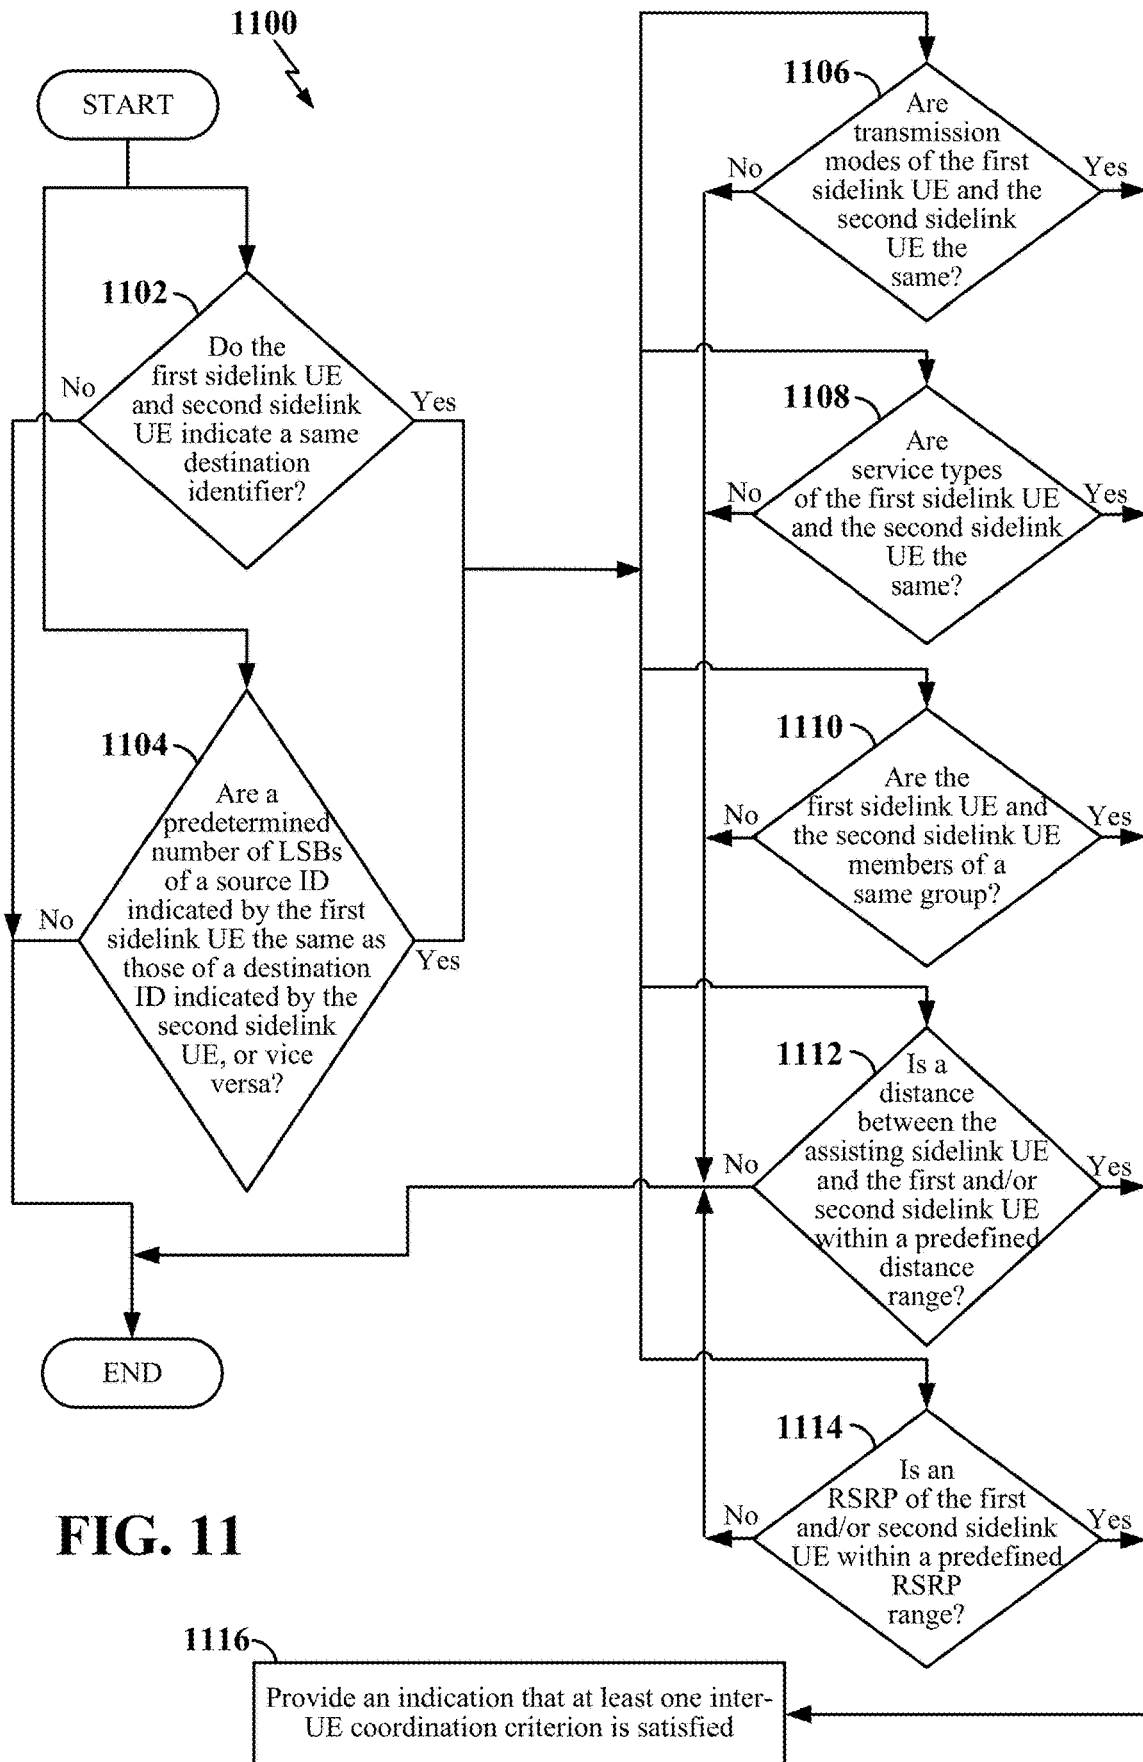 1100
START
1102
Do the
first sidelink UE
and second sidelink
UE indicate a same
destination
identifier?
No
Yes
1104
Are a
predetermined
number of LSBs
of a source ID
indicated by the first
sidelink UE the same as
those of a destination
ID indicated by the
second sidelink
UE, or vice
versa?
No
Yes
END
1106
Are
transmission
modes of the first
sidelink UE and the
second sidelink
UE the
same?
No
Yes
1108
Are
service types
of the first sidelink UE
and the second sidelink
UE the
same?
No
Yes
1110
Are the
first sidelink UE and
the second sidelink UE
members of a
same group?
No
Yes
1112
Is a
distance
between the
assisting sidelink UE
and the first and/or
second sidelink UE
within a predefined
distance
range?
No
Yes
1114
Is an
RSRP of the first
and/or second sidelink
UE within a predefined
RSRP
range?
No
Yes
FIG. 11
1116
Provide an indication that at least one inter-
UE coordination criterion is satisfied